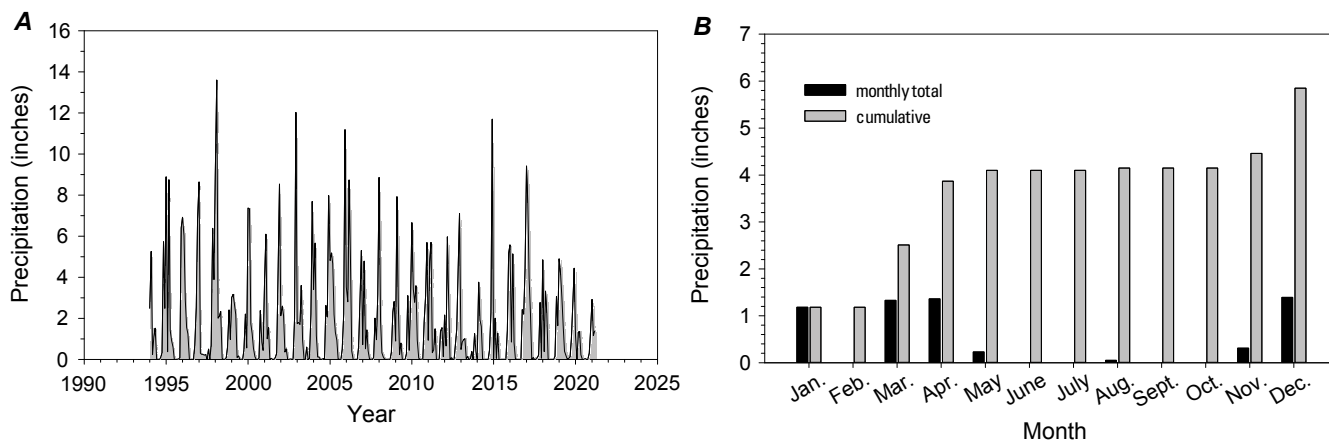 A
Precipitation (inches)
16
14
12
10
8
6
4
2
0
1990 1995 2000 2005 2010 2015 2020 2025
Year
B
Precipitation (inches)
7
6
5
4
3
2
1
0
monthly total
cumulative
Jan. Feb. Mar. Apr. May June July Aug. Sept. Oct. Nov. Dec.
Month